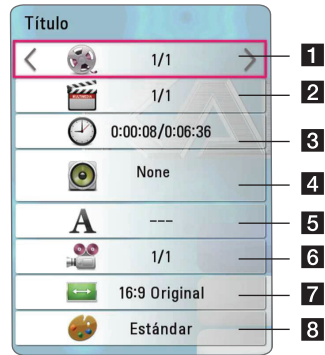 Título
1/1 1
1/1 2
0:00:08/0:06:36 3
None 4
A --- 5
1/1 6
16:9 Original 7
Estándar 8